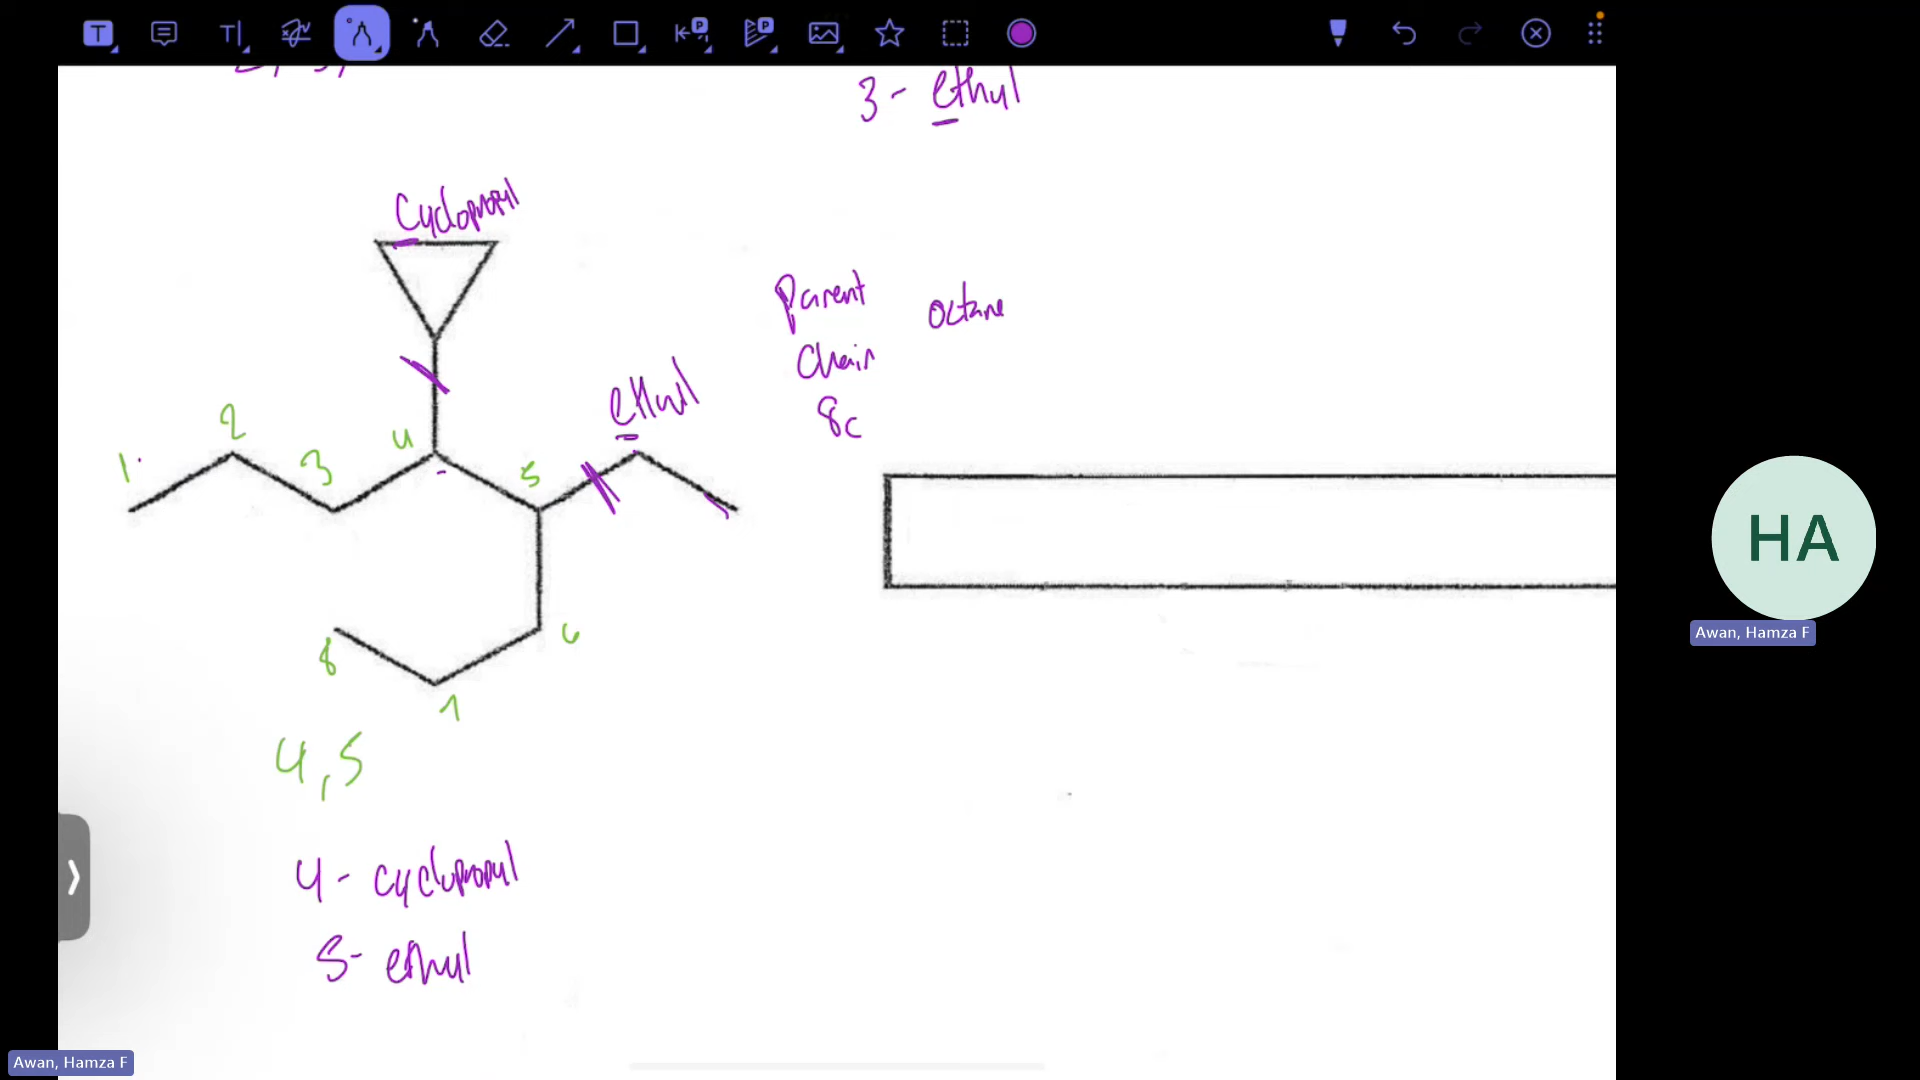 3- ethyl
Cyclopropyl
Parent octane
Chain
8c
ethyl
1 2 3 4 5
6
7
8
4,5
4- cyclopropyl
5- ethyl
HA
Awan, Hamza F
Awan, Hamza F